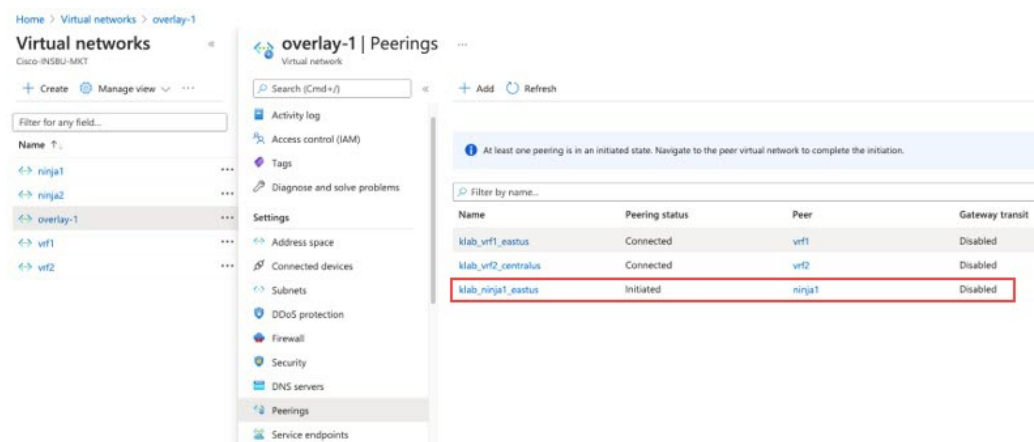 Home > Virtual networks > overlay-1
Virtual networks
Cisco-INSBU-MKT
Create
Manage view
Filter for any field...
Name ↑↓
ninja1
ninja2
overlay-1
vrf1
vrf2
overlay-1 | Peerings
Virtual network
Search (Cmd+/)
Activity log
Access control (IAM)
Tags
Diagnose and solve problems
Settings
Address space
Connected devices
Subnets
DDoS protection
Firewall
Security
DNS servers
Peerings
Service endpoints
Add
Refresh
At least one peering is in an initiated state. Navigate to the peer virtual network to complete the initiation.
Filter by name...
Name Peering status Peer Gateway transit
klab_vrf1_eastus Connected vrf1 Disabled
klab_vrf2_centralus Connected vrf2 Disabled
klab_ninja1_eastus Initiated ninja1 Disabled